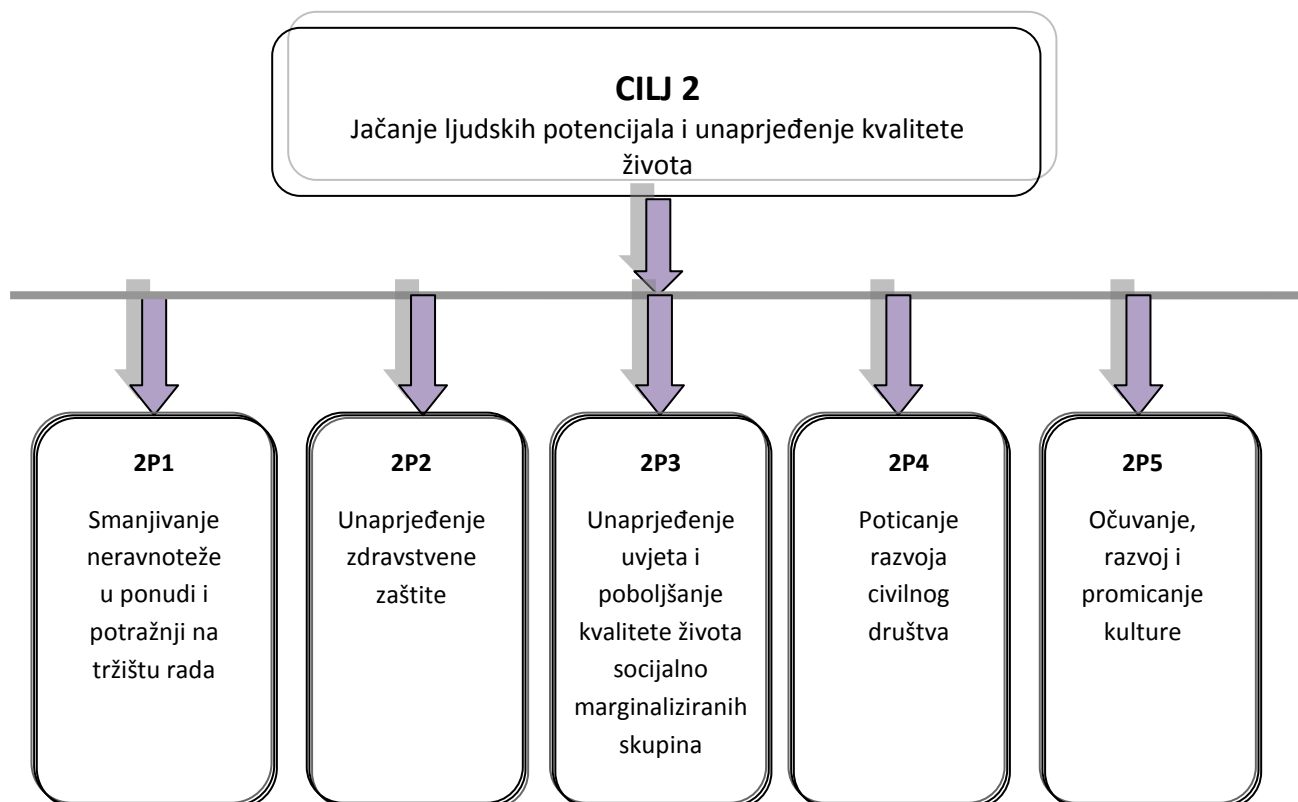 CILJ 2
Jačanje ljudskih potencijala i unaprjeđenje kvalitete
života
2P1
Smanjivanje
neravnoteže
u ponudi i
potražnji na
tržištu rada
2P2
Unaprjeđenje
zdravstvene
zaštite
2P3
Unaprjeđenje
uvjeta i
poboljšanje
kvalitete života
socijalno
marginaliziranih
skupina
2P4
Poticanje
razvoja
civilnog
društva
2P5
Očuvanje,
razvoj i
promicanje
kulture